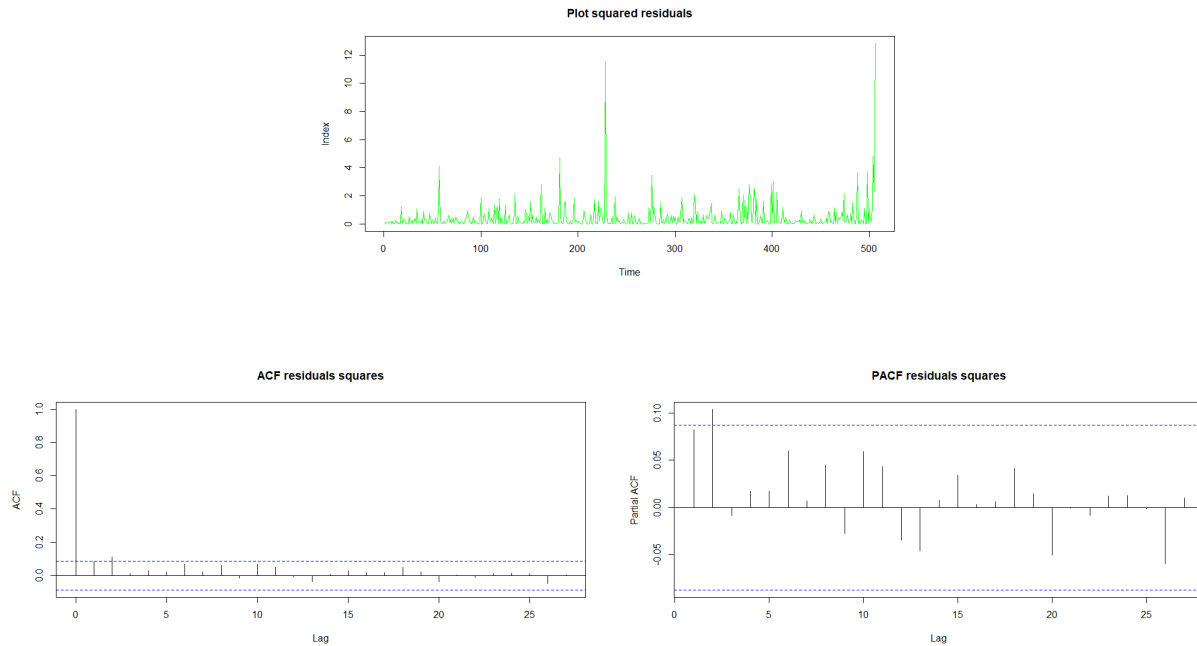 Plot squared residuals
Index
0 2 4 6 8 10 12
0 100 200 300 400 500
Time
ACF residuals squares
ACF
0.0 0.2 0.4 0.6 0.8 1.0
0 5 10 15 20 25
Lag
PACF residuals squares
Partial ACF
-0.05 0.00 0.05 0.10
0 5 10 15 20 25
Lag